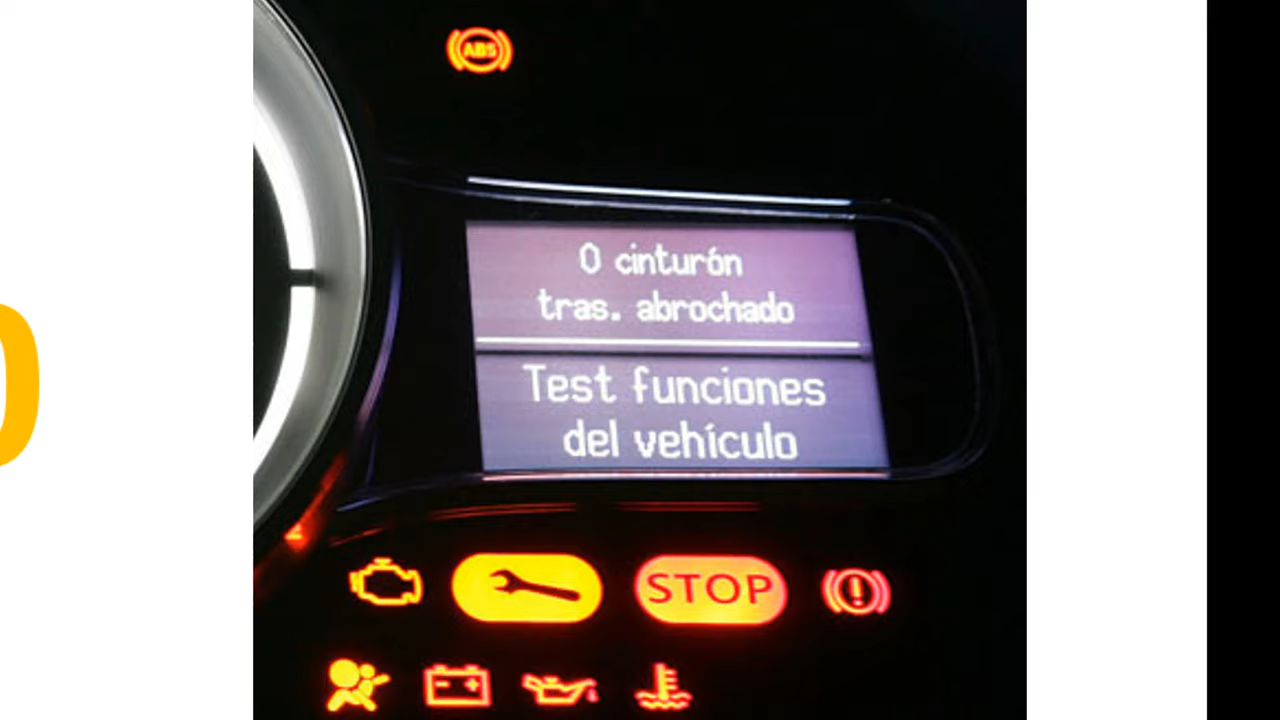 ABS
0 cinturón
tras. abrochado
Test funciones
del vehículo
STOP